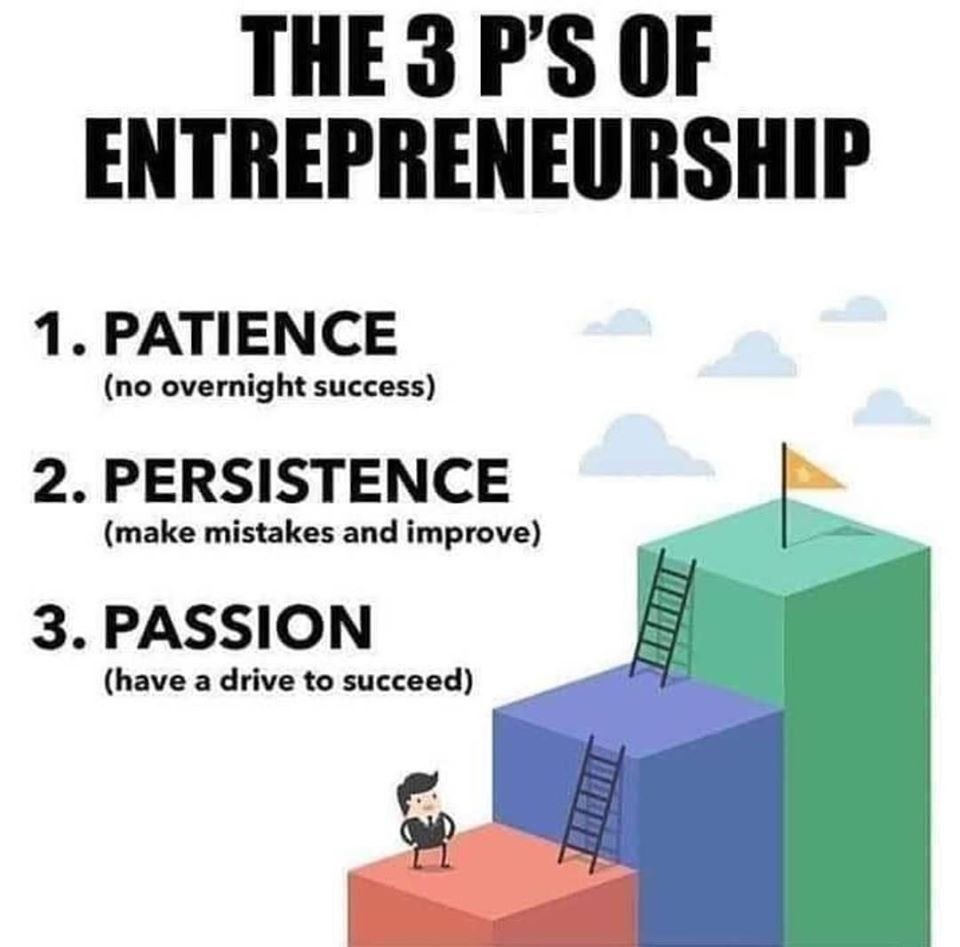 THE 3 P'S OF
ENTREPRENEURSHIP
1. PATIENCE
(no overnight success)
2. PERSISTENCE
(make mistakes and improve)
3. PASSION
(have a drive to succeed)